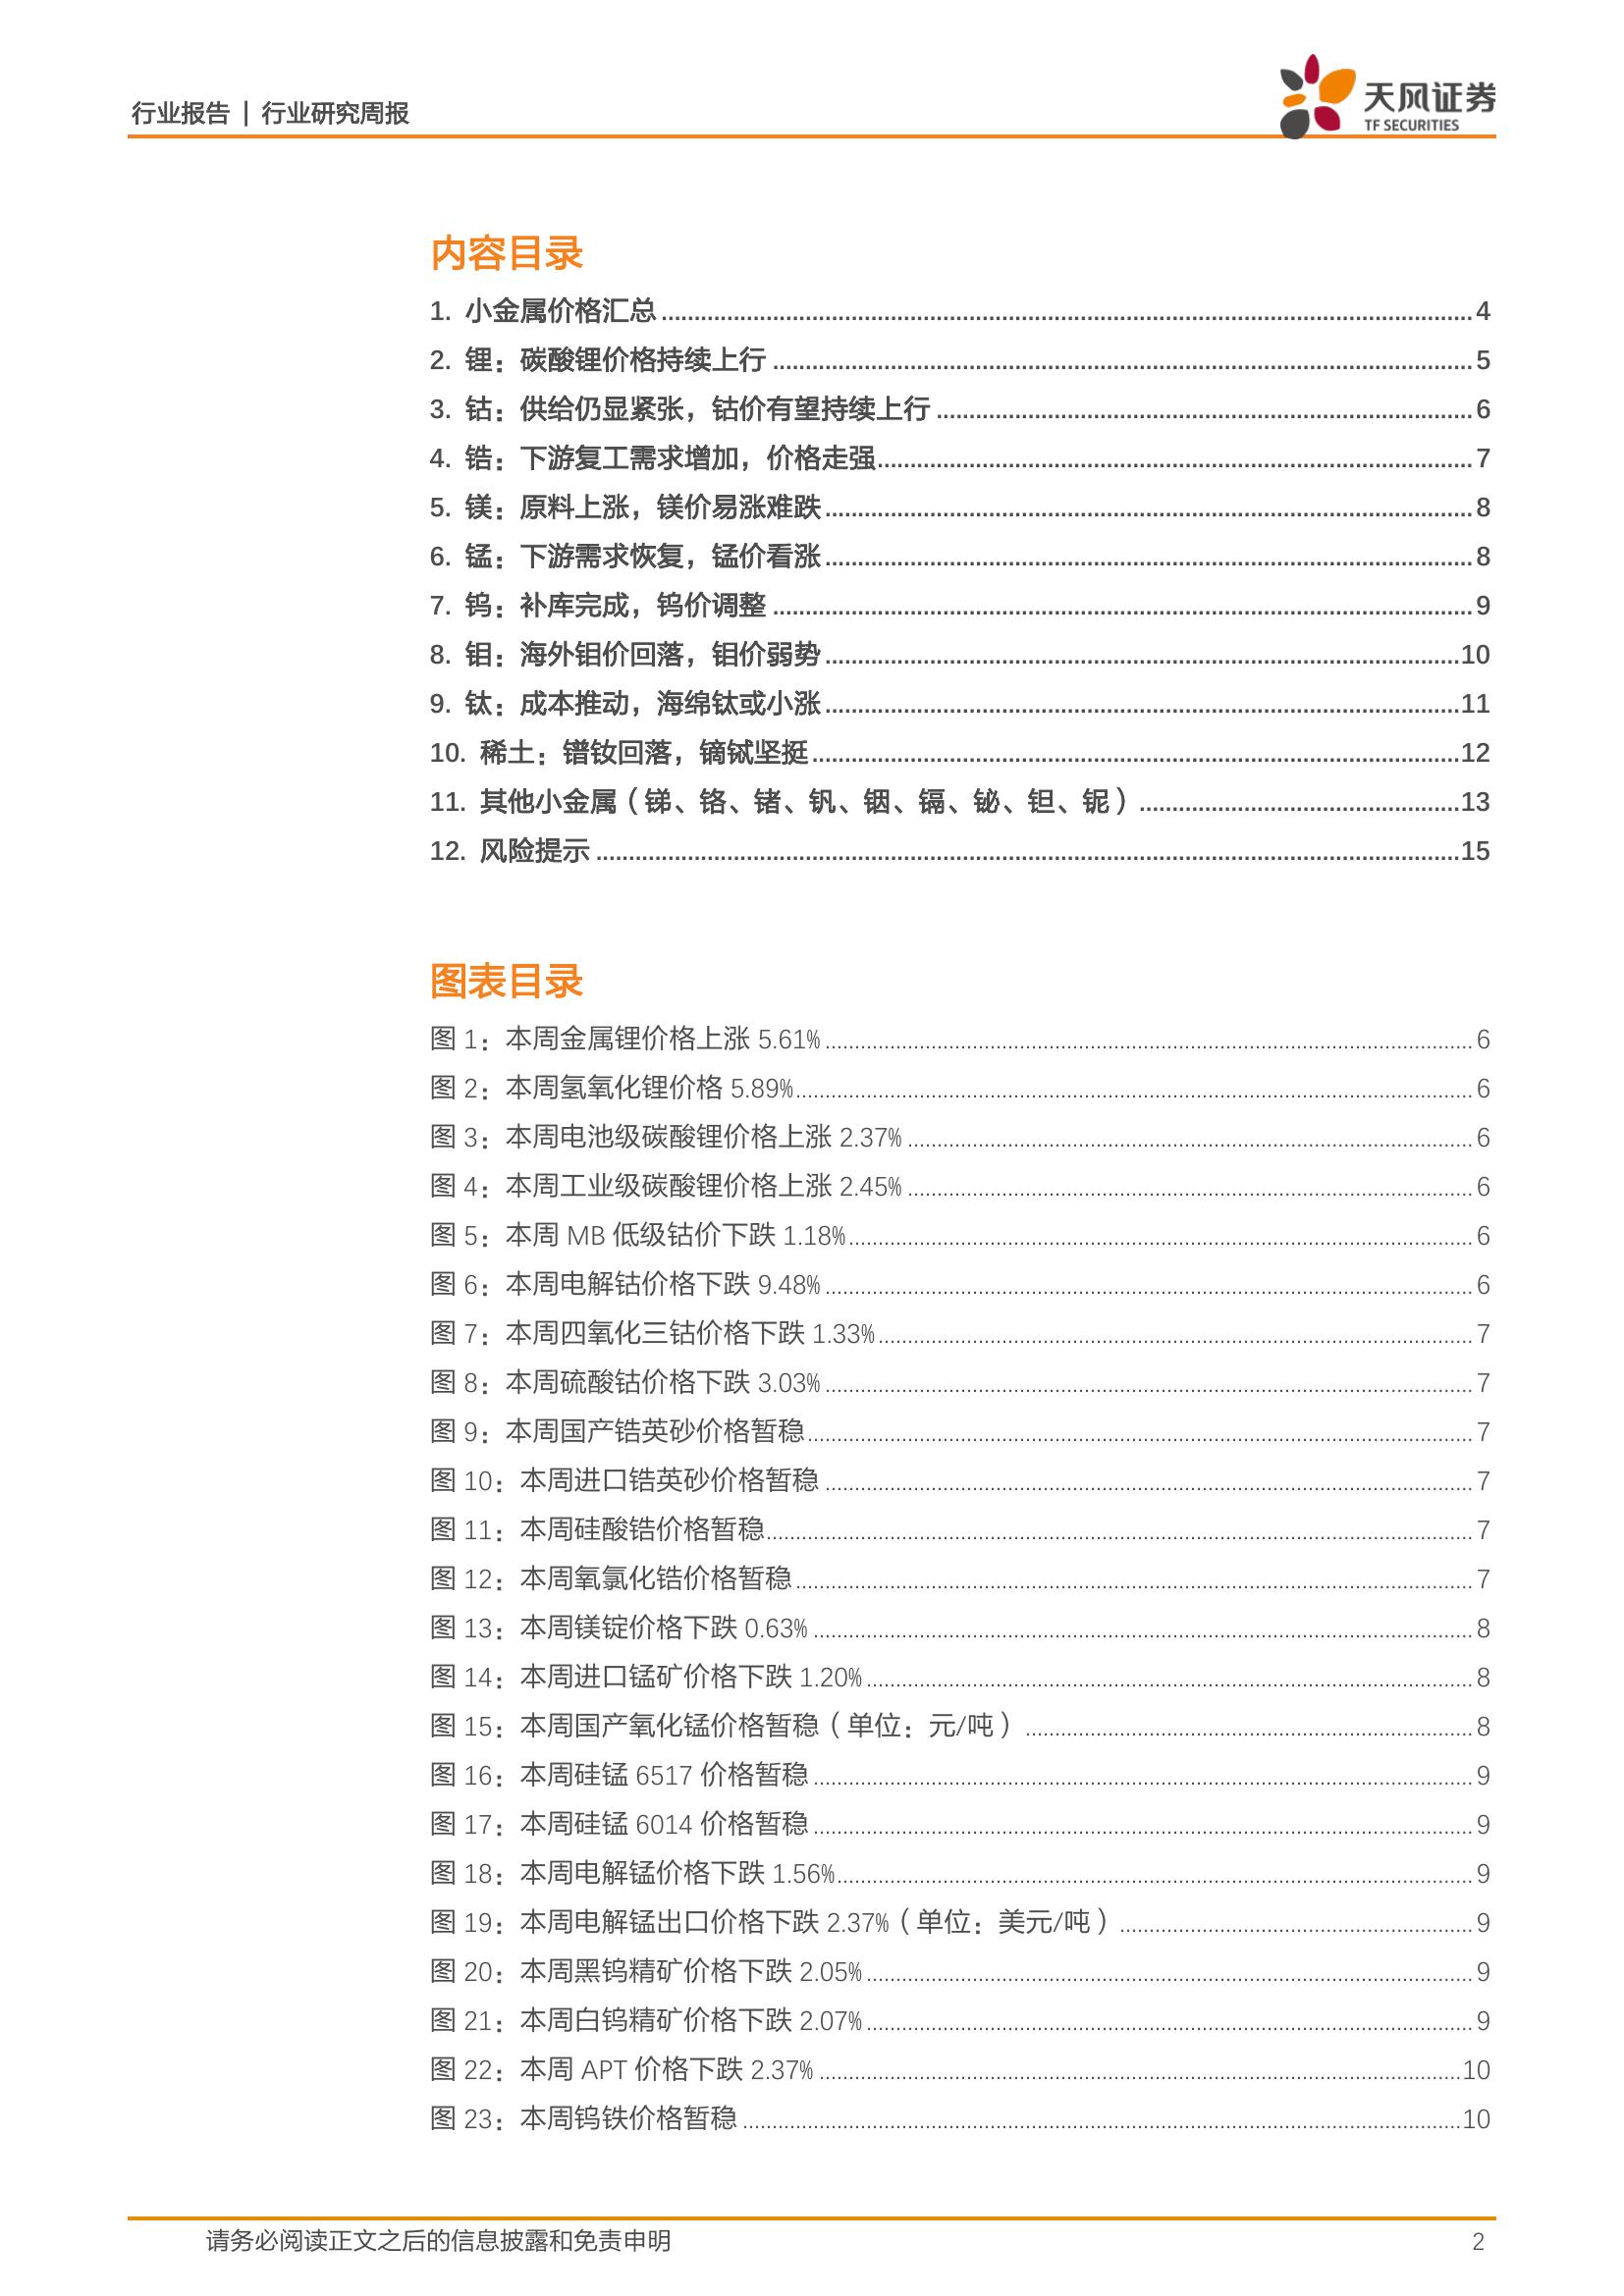 行业报告 | 行业研究周报
天风证券
TF SECURITIES
内容目录
1. 小金属价格汇总 4
2. 锂：碳酸锂价格持续上行 5
3. 钴：供给仍显紧张，钴价有望持续上行 6
4. 锆：下游复工需求增加，价格走强 7
5. 镁：原料上涨，镁价易涨难跌 8
6. 锰：下游需求恢复，锰价看涨 8
7. 钨：补库完成，钨价调整 9
8. 钼：海外钼价回落，钼价弱势 10
9. 钛：成本推动，海绵钛或小涨 11
10. 稀土：镨钕回落，镝铽坚挺 12
11. 其他小金属（锑、铬、锗、钒、铟、镉、铋、钽、铌） 13
12. 风险提示 15
图表目录
图 1：本周金属锂价格上涨 5.61% 6
图 2：本周氢氧化锂价格 5.89% 6
图 3：本周电池级碳酸锂价格上涨 2.37% 6
图 4：本周工业级碳酸锂价格上涨 2.45% 6
图 5：本周 MB 低级钴价下跌 1.18% 6
图 6：本周电解钴价格下跌 9.48% 6
图 7：本周四氧化三钴价格下跌 1.33% 7
图 8：本周硫酸钴价格下跌 3.03% 7
图 9：本周国产锆英砂价格暂稳 7
图 10：本周进口锆英砂价格暂稳 7
图 11：本周硅酸锆价格暂稳 7
图 12：本周氧氯化锆价格暂稳 7
图 13：本周镁锭价格下跌 0.63% 8
图 14：本周进口锰矿价格下跌 1.20% 8
图 15：本周国产氧化锰价格暂稳（单位：元/吨） 8
图 16：本周硅锰 6517 价格暂稳 9
图 17：本周硅锰 6014 价格暂稳 9
图 18：本周电解锰价格下跌 1.56% 9
图 19：本周电解锰出口价格下跌 2.37%（单位：美元/吨） 9
图 20：本周黑钨精矿价格下跌 2.05% 9
图 21：本周白钨精矿价格下跌 2.07% 9
图 22：本周 APT 价格下跌 2.37% 10
图 23：本周钨铁价格暂稳 10
请务必阅读正文之后的信息披露和免责申明 2